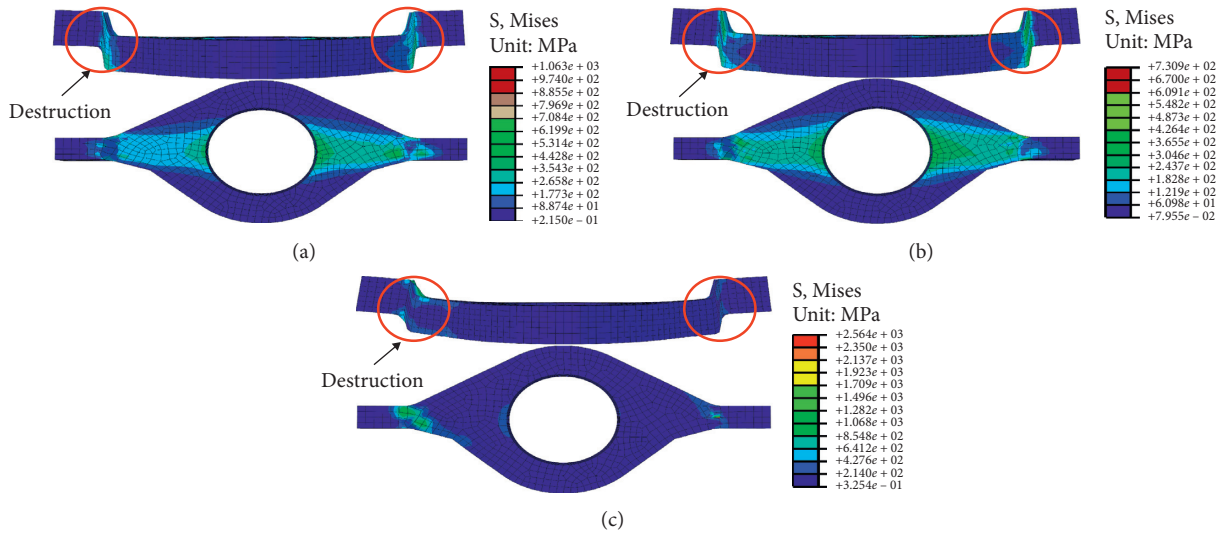 S, Mises
Unit: MPa
+1.063e + 03
+9.740e + 02
+8.855e + 02
+7.969e + 02
+7.084e + 02
+6.199e + 02
+5.314e + 02
+4.428e + 02
+3.543e + 02
+2.658e + 02
+1.773e + 02
+8.874e + 01
+2.150e – 01
Destruction
(a)
S, Mises
Unit: MPa
+7.309e + 02
+6.700e + 02
+6.091e + 02
+5.482e + 02
+4.873e + 02
+4.264e + 02
+3.655e + 02
+3.046e + 02
+2.437e + 02
+1.828e + 02
+1.219e + 02
+6.098e + 01
+7.955e – 02
Destruction
(b)
S, Mises
Unit: MPa
+2.564e + 03
+2.350e + 03
+2.137e + 03
+1.923e + 03
+1.709e + 03
+1.496e + 03
+1.282e + 03
+1.068e + 03
+8.548e + 02
+6.412e + 02
+4.276e + 02
+2.140e + 02
+3.254e – 01
Destruction
(c)